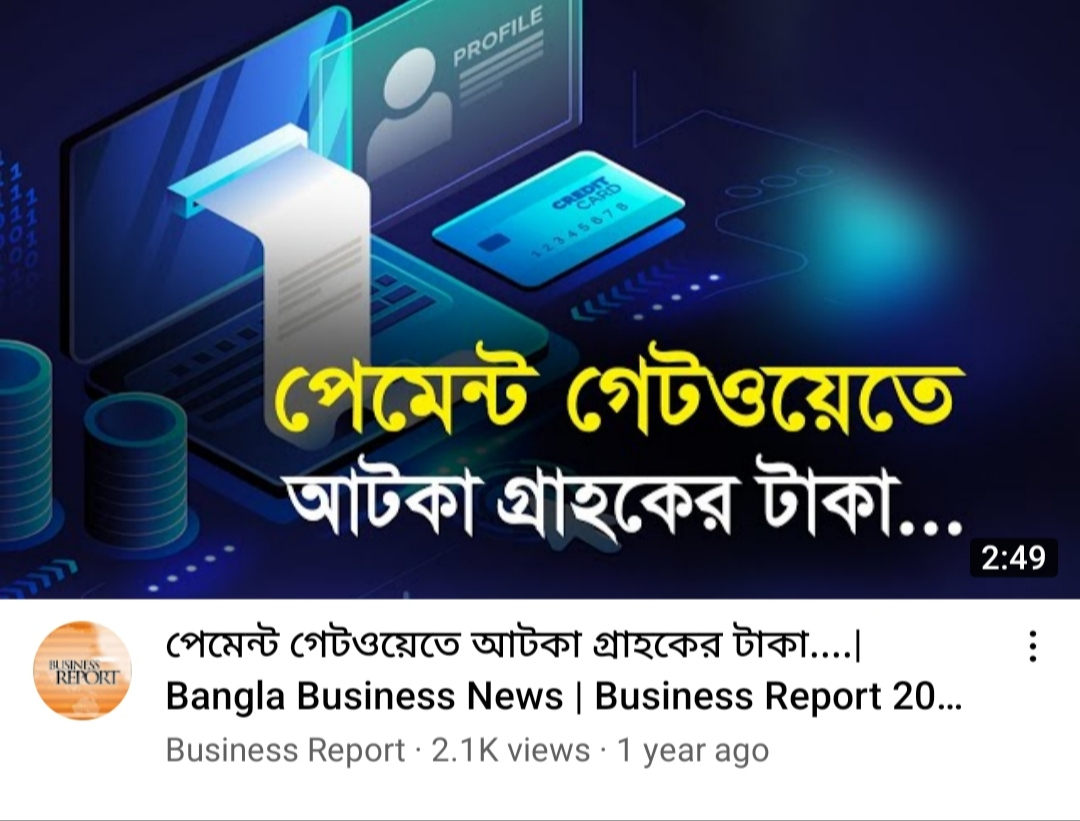 PROFILE
CREDIT
CARD
12345678
পেমেন্ট গেটওয়েতে
আটকা গ্রাহকের টাকা...
2:49
BUSINESS
REPORT
পেমেন্ট গেটওয়েতে আটকা গ্রাহকের টাকা....|
Bangla Business News | Business Report 20...
Business Report · 2.1K views · 1 year ago